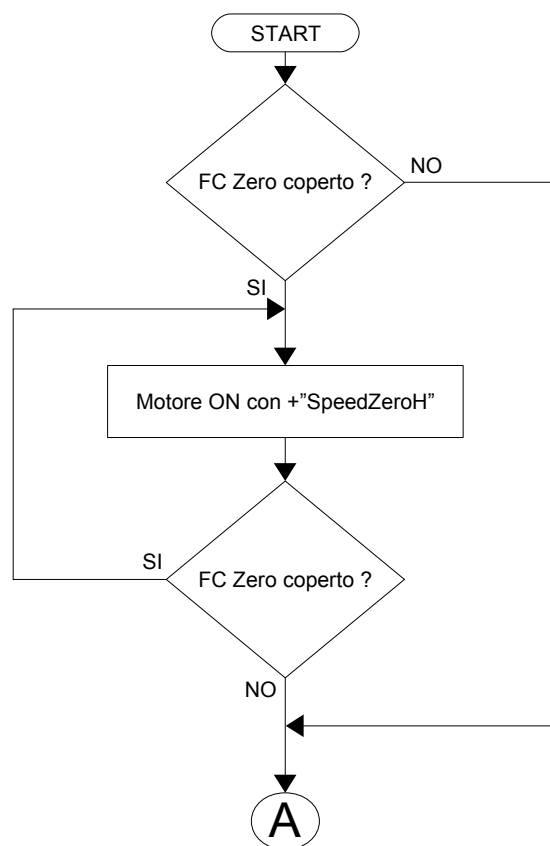 START
FC Zero coperto ?
NO
SI
Motore ON con +”SpeedZeroH”
SI
FC Zero coperto ?
NO
A